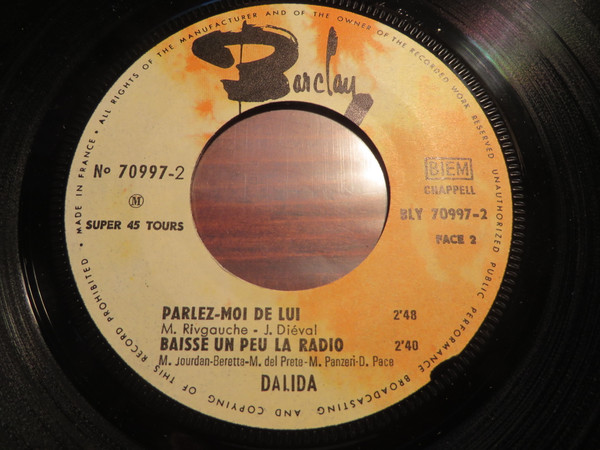 MADE IN FRANCE • ALL RIGHTS OF THE MANUFACTURER AND OF THE OWNER OF THE RECORDED WORK RESERVED UNAUTHORIZED PUBLIC PERFORMANCE BROADCASTING AND COPYING OF THIS RECORD PROHIBITED •
Barclay
No 70997-2
M
SUPER 45 TOURS
BIEM
CHAPPELL
BLY 70997-2
FACE 2
PARLEZ-MOI DE LUI 2'48
M. Rivgauche - J. Diéval
BAISSE UN PEU LA RADIO 2'40
M. Jourdan-Beretta-M. del Prete-M. Panzeri-D. Pace
DALIDA